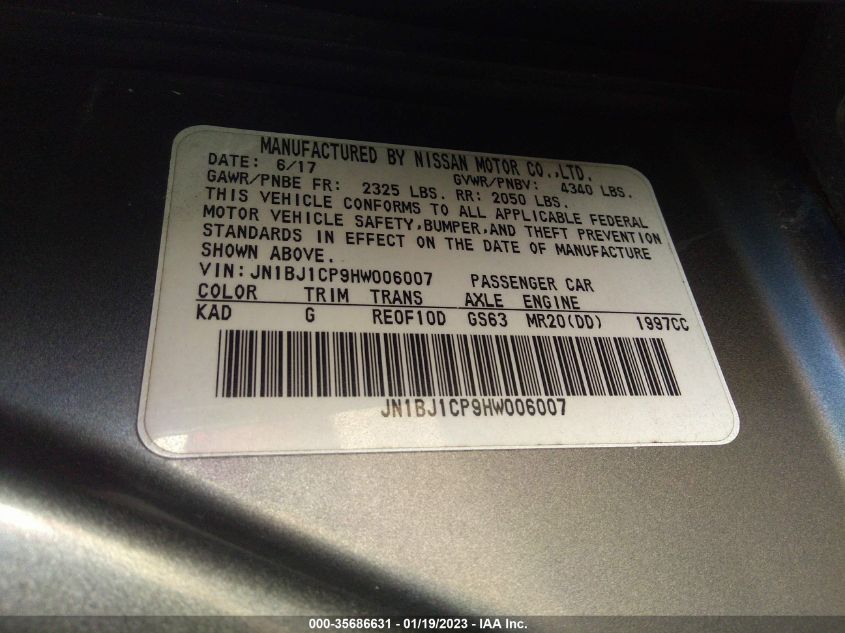 MANUFACTURED BY NISSAN MOTOR CO.,LTD.
DATE: 6/17 GVWR/PNBV: 4340 LBS.
GAWR/PNBE FR: 2325 LBS. RR: 2050 LBS.
THIS VEHICLE CONFORMS TO ALL APPLICABLE FEDERAL
MOTOR VEHICLE SAFETY,BUMPER,AND THEFT PREVENTION
STANDARDS IN EFFECT ON THE DATE OF MANUFACTURE
SHOWN ABOVE.
VIN:JN1BJ1CP9HW006007 PASSENGER CAR
COLOR TRIM TRANS AXLE ENGINE
KAD G RE0F10D GS63 MR20(DD) 1997CC
JN1BJ1CP9HW006007
000-35686631 - 01/19/2023 - IAA Inc.